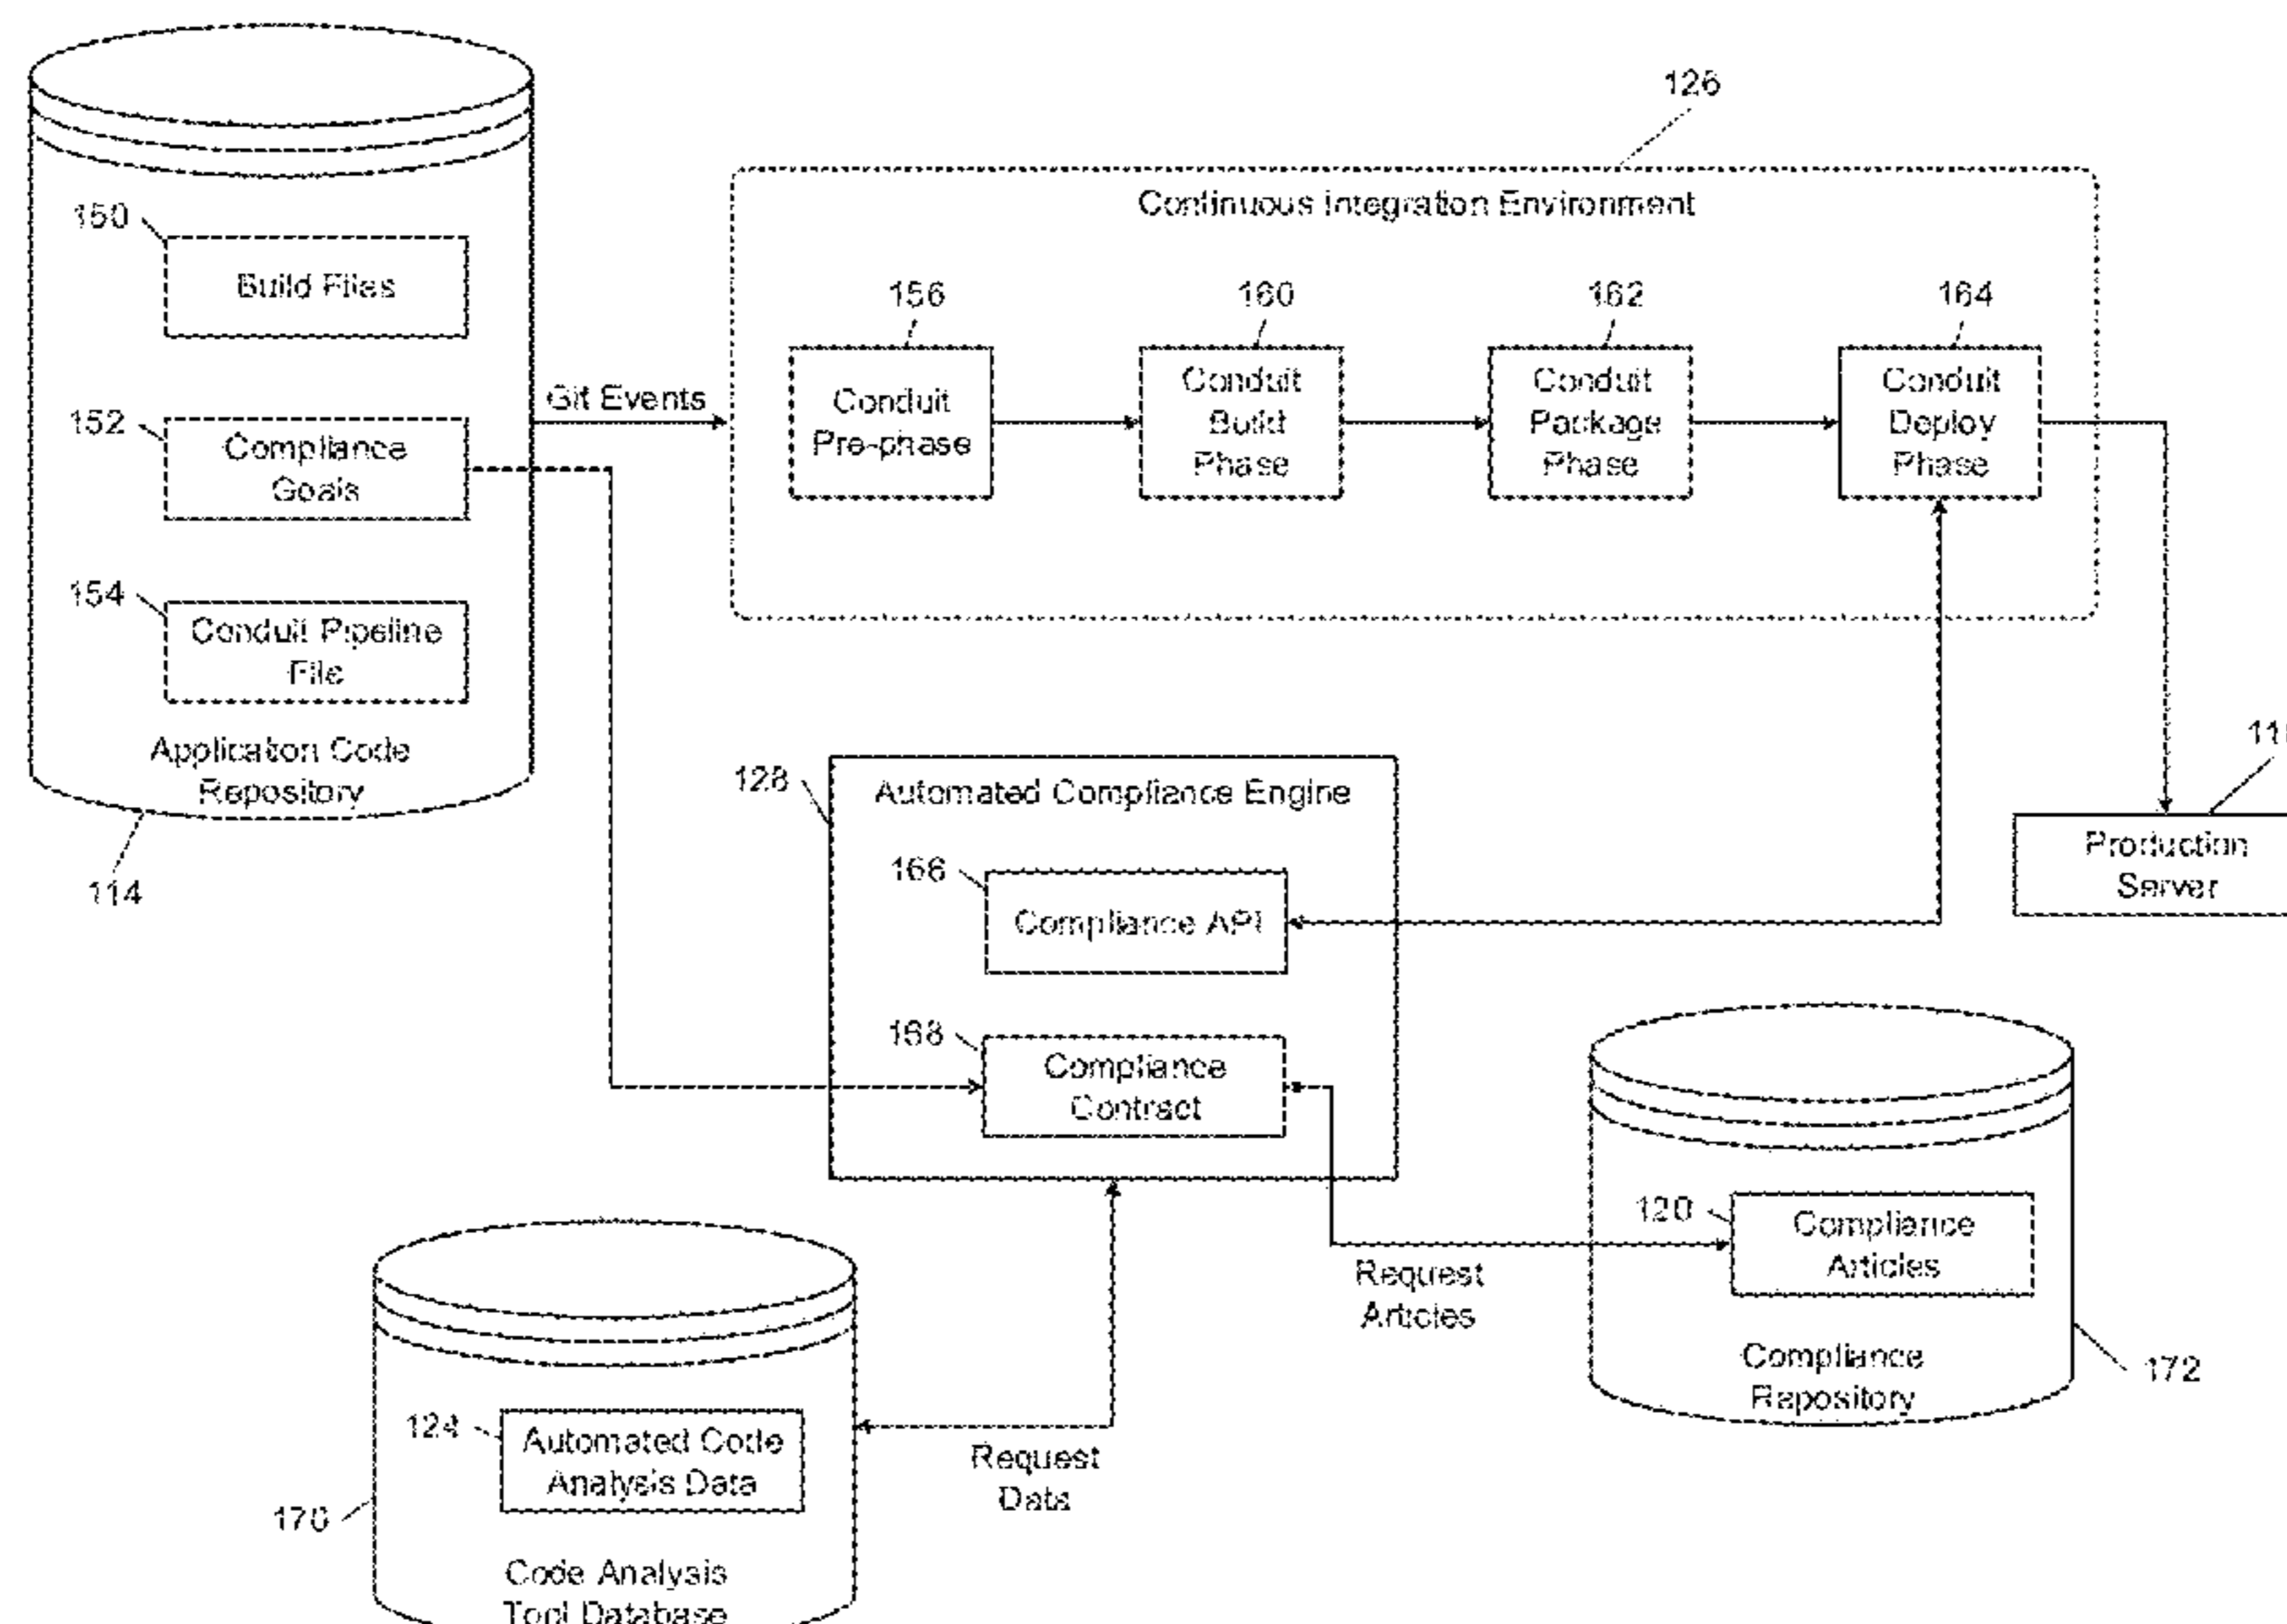 126
Continuous Integration Environment
150
Build Files
156
160
162
164
Conduit
Pre-phase
Conduit
Build
Phase
Conduit
Package
Phase
Conduit
Deploy
Phase
Git Events
152
Compliance
Goals
154
Conduit Pipeline
File
Application Code
Repository
114
128
Automated Compliance Engine
Production
Server
166
Compliance API
168
Compliance
Contract
120
Compliance
Articles
Request
Articles
Compliance
Repository
172
124
Automated Code
Analysis Data
Request
Data
170
Code Analysis
Tool Database